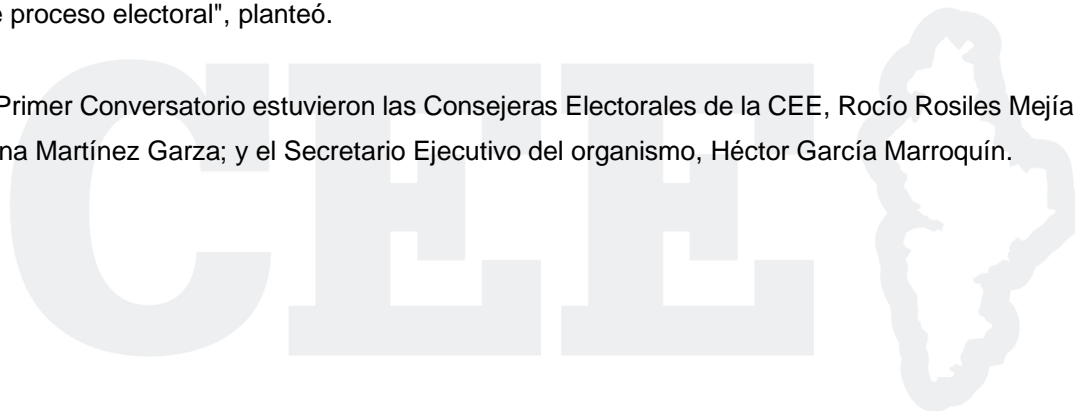 proceso electoral", planteó.
Primer Conversatorio estuvieron las Consejeras Electorales de la CEE, Rocío Rosiles Mejía
na Martínez Garza; y el Secretario Ejecutivo del organismo, Héctor García Marroquín.
CEE